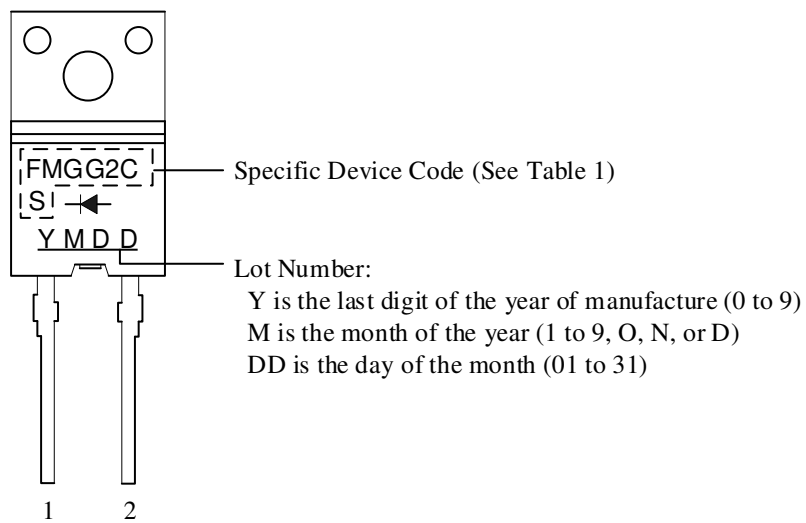 FMGG2C
Specific Device Code (See Table 1)
S
Y M D D
Lot Number:
Y is the last digit of the year of manufacture (0 to 9)
M is the month of the year (1 to 9, O, N, or D)
DD is the day of the month (01 to 31)
1 2